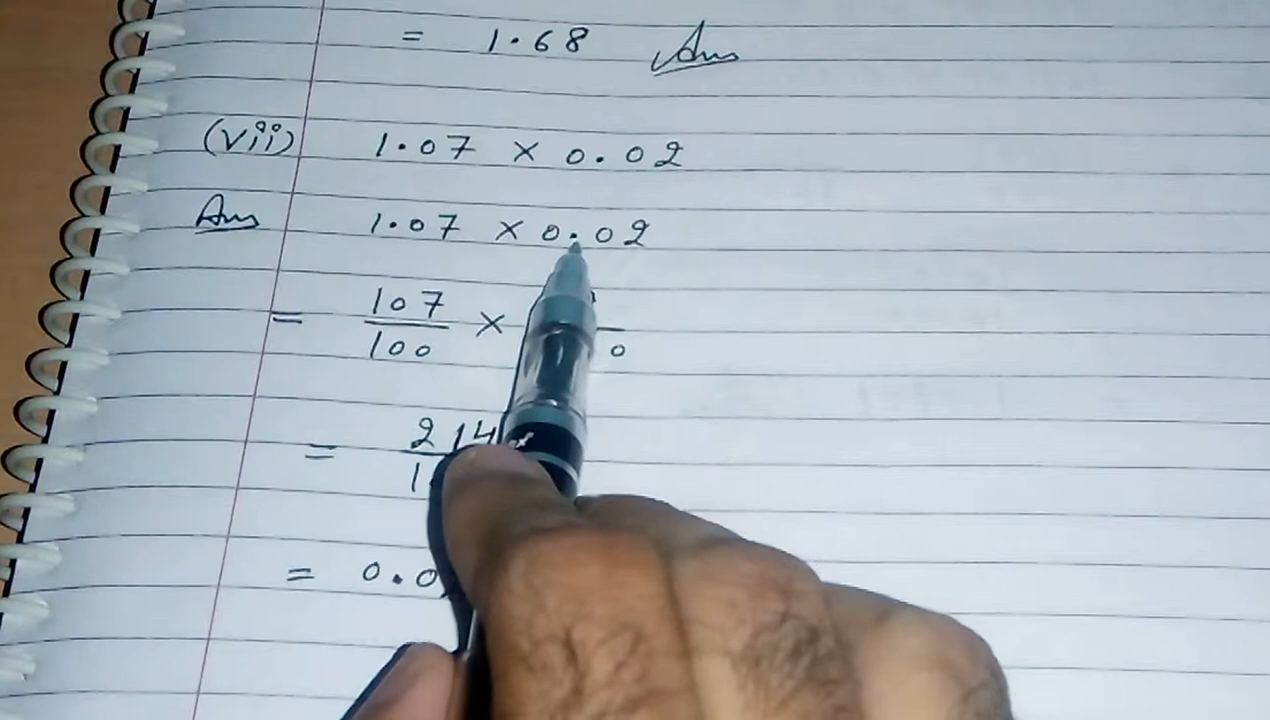 = 1.68 Ans
(vii) 1.07 × 0.02
Ans 1.07 × 0.02
= 107/100 ×
= 214
= 0.0